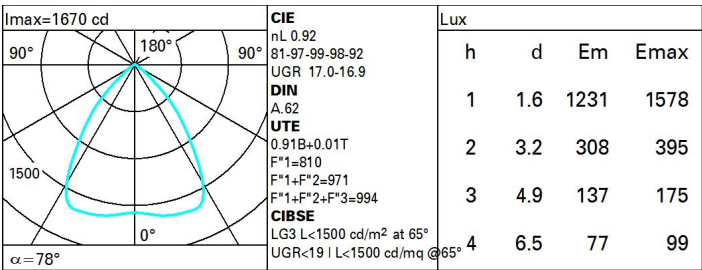 Imax=1670 cd
90° 180° 90°
1500
0°
α=78°
CIE
nL 0.92
81-97-99-98-92
UGR 17.0-16.9
DIN
A.62
UTE
0.91B+0.01T
F"1=810
F"1+F"2=971
F"1+F"2+F"3=994
CIBSE
LG3 L<1500 cd/m² at 65°
UGR<19 | L<1500 cd/mq @65°
Lux
h d Em Emax
1 1.6 1231 1578
2 3.2 308 395
3 4.9 137 175
4 6.5 77 99